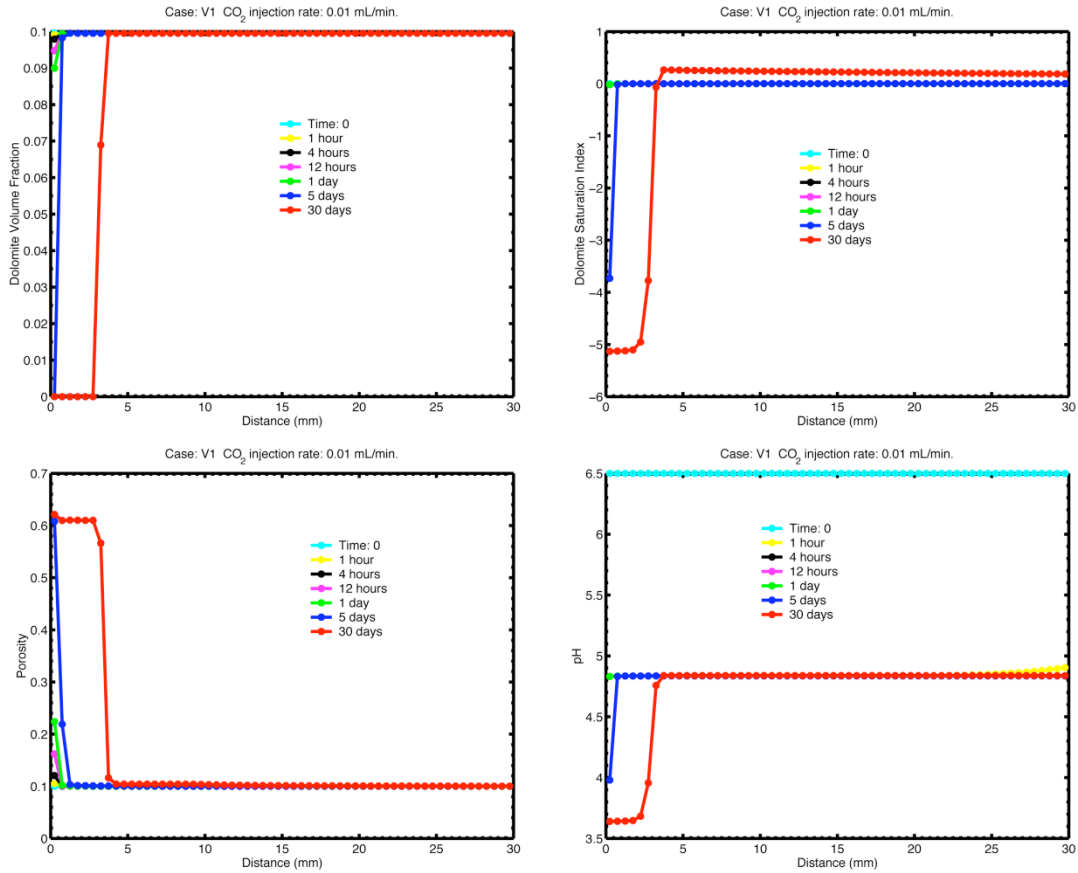 Case: V1 CO2 injection rate: 0.01 mL/min.
0.1
0.09
0.08
0.07
0.06
0.05
0.04
0.03
0.02
0.01
0
Dolomite Volume Fraction
Time: 0
1 hour
4 hours
12 hours
1 day
5 days
30 days
0 5 10 15 20 25 30
Distance (mm)
Case: V1 CO2 injection rate: 0.01 mL/min.
1
0
−1
−2
−3
−4
−5
−6
Dolomite Saturation Index
Time: 0
1 hour
4 hours
12 hours
1 day
5 days
30 days
0 5 10 15 20 25 30
Distance (mm)
Case: V1 CO2 injection rate: 0.01 mL/min.
0.7
0.6
0.5
0.4
0.3
0.2
0.1
0
Porosity
Time: 0
1 hour
4 hours
12 hours
1 day
5 days
30 days
0 5 10 15 20 25 30
Distance (mm)
Case: V1 CO2 injection rate: 0.01 mL/min.
6.5
6
5.5
5
4.5
4
3.5
pH
Time: 0
1 hour
4 hours
12 hours
1 day
5 days
30 days
0 5 10 15 20 25 30
Distance (mm)